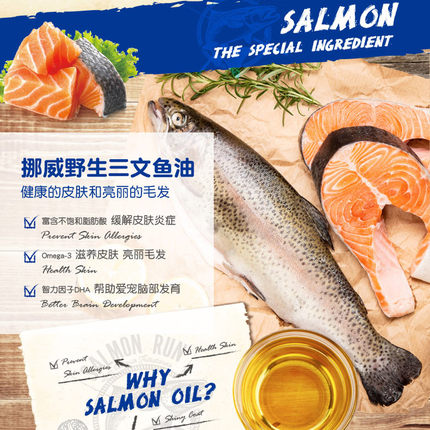 SALMON
THE SPECIAL INGREDIENT
挪威野生三文鱼油
健康的皮肤和亮丽的毛发
富含不饱和脂肪酸 缓解皮肤炎症
Prevent Skin Allergies
Omega-3 滋养皮肤 亮丽毛发
Health Skin
智力因子DHA 帮助爱宠脑部发育
Better Brain Development
SALMON RUN
Prevent
Skin Allergies
Health Skin
WHY
SALMON OIL?
Shiny Coat